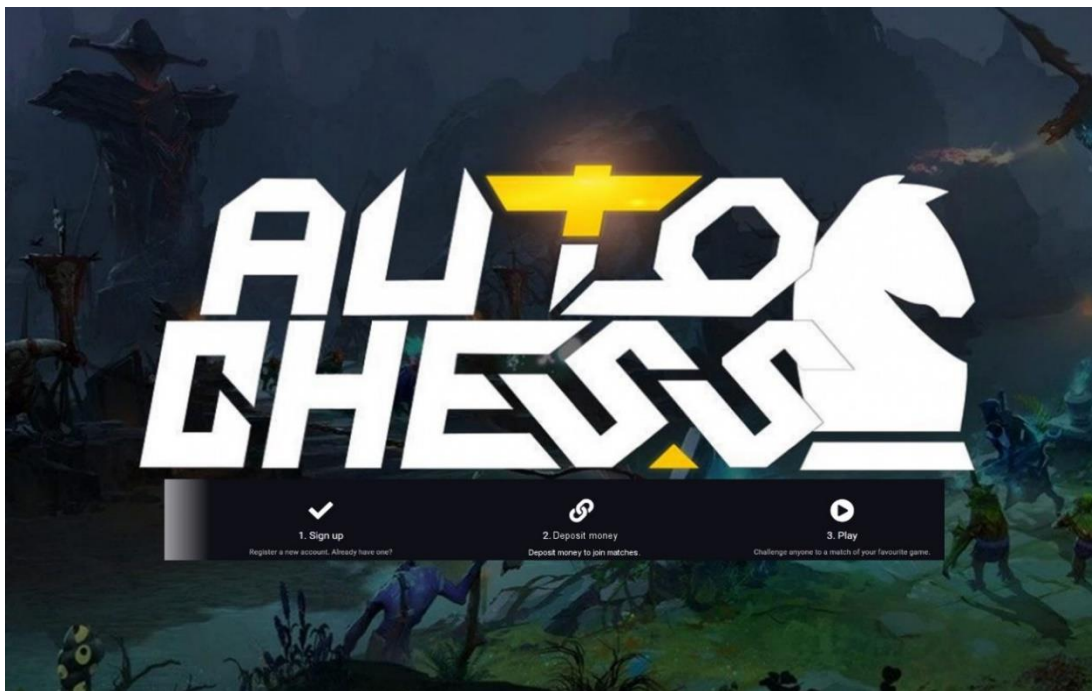 AUTO
CHESS
1. Sign up
Register a new account. Already have one?
2. Deposit money
Deposit money to join matches.
3. Play
Challenge anyone to a match of your favourite game.